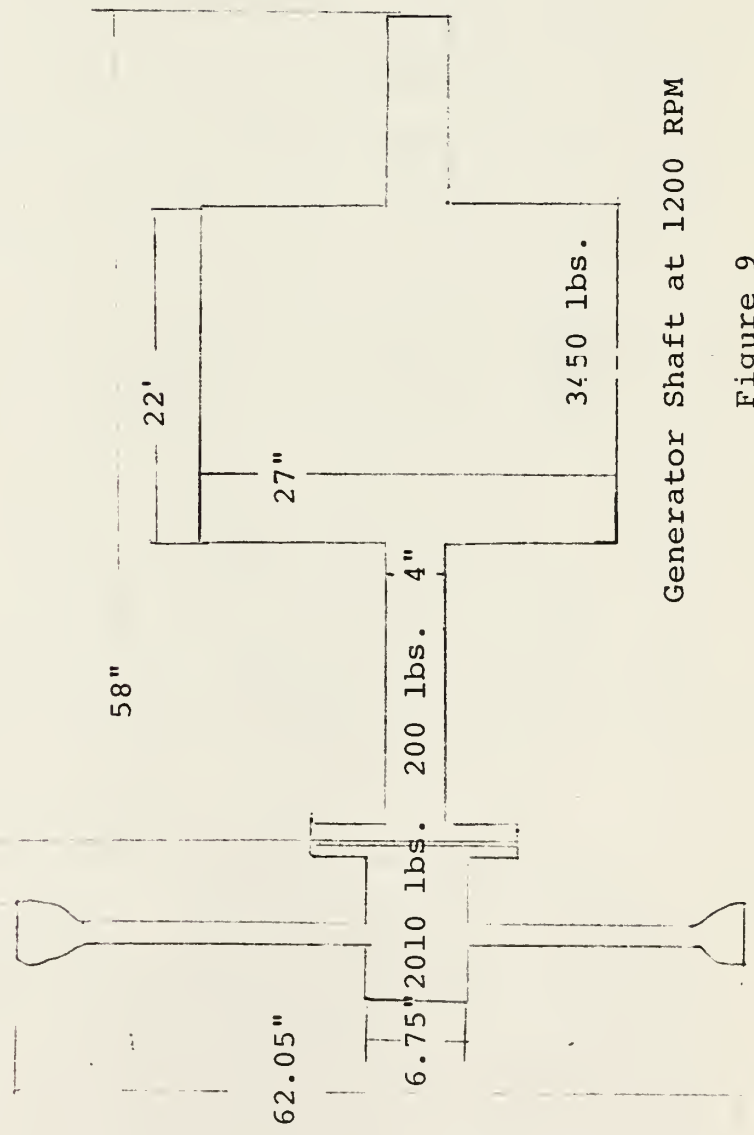 58"
22'
27"
62.05"
6.75"
2010 lbs.
200 lbs.
4"
3450 lbs.
Generator Shaft at 1200 RPM
Figure 9